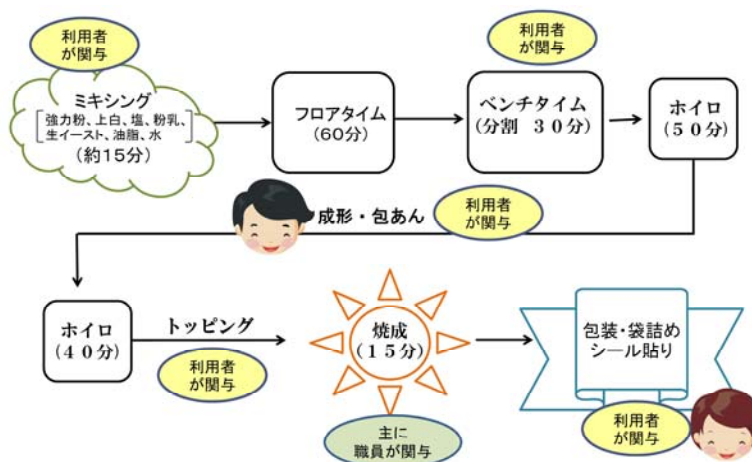 利用者
が関与
ミキシング
強力粉、上白、塩、粉乳、
生イースト、油脂、水
(約15分)
フロアタイム
(60分)
利用者
が関与
ベンチタイム
(分割 30分)
ホイロ
(50分)
成形・包あん
利用者
が関与
ホイロ
(40分)
トッピング
利用者
が関与
焼成
(15分)
主に
職員が関与
包装・袋詰め
シール貼り
利用者
が関与